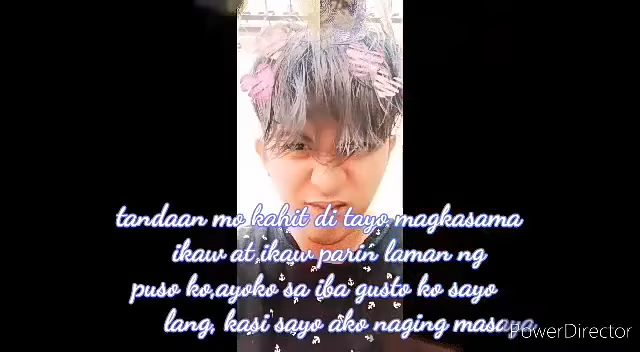 tandaan mo kahit di tayo magkasama
ikaw at ikaw parin laman ng
puso ko,ayoko sa iba gusto ko sayo
lang, kasi sayo ako naging masaya
PowerDirector